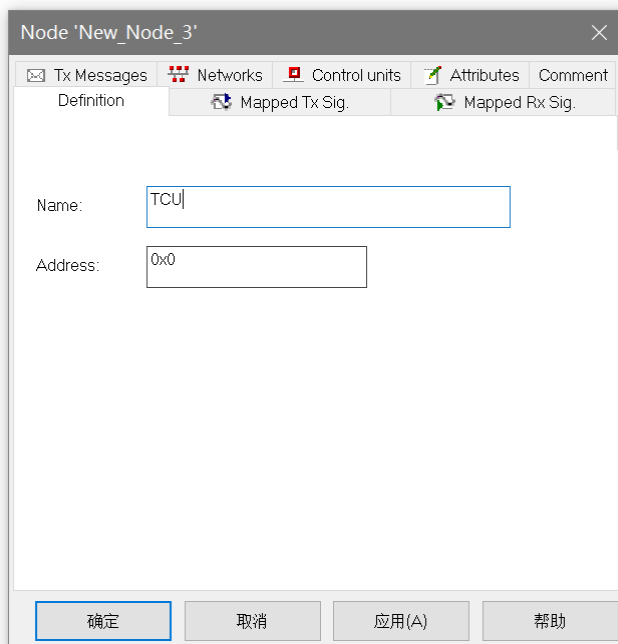 Node 'New_Node_3'
Tx Messages Networks Control units Attributes Comment
Definition Mapped Tx Sig. Mapped Rx Sig.
Name: TCU
Address: 0x0
确定 取消 应用(A) 帮助